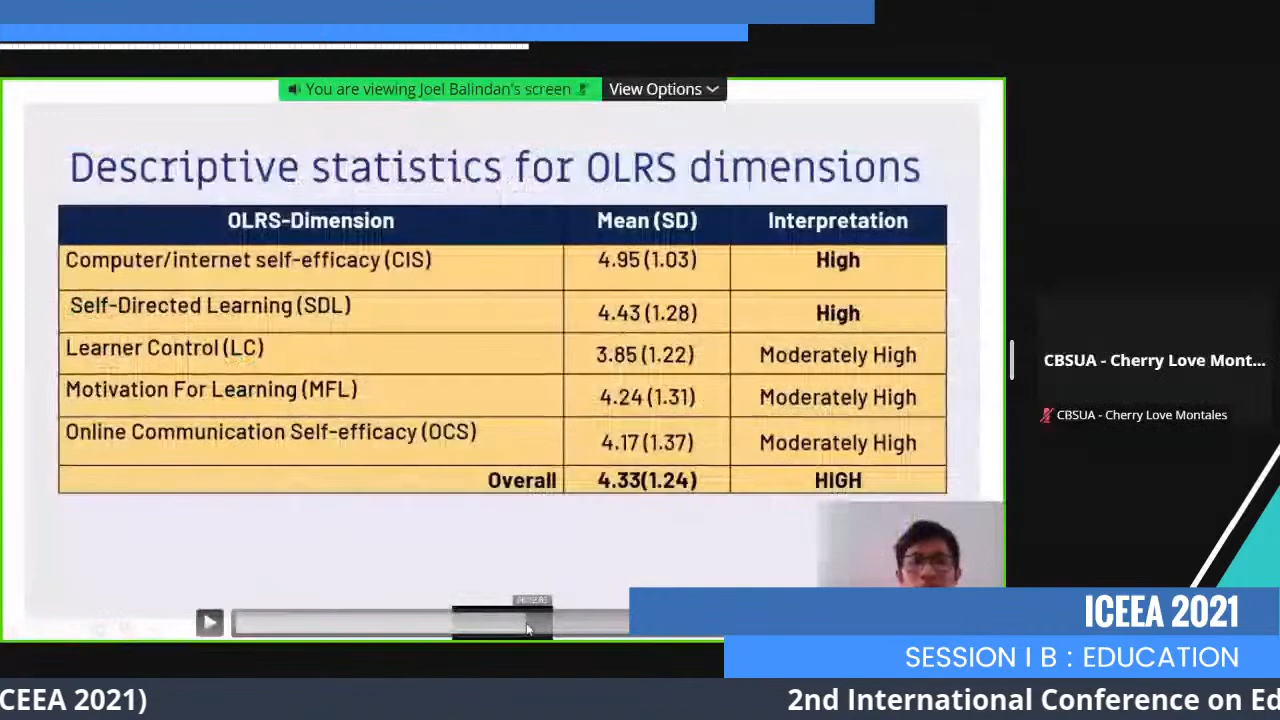 You are viewing Joel Balindan's screen View Options
Descriptive statistics for OLRS dimensions
OLRS-Dimension Mean (SD) Interpretation
Computer/internet self-efficacy (CIS) 4.95 (1.03) High
Self-Directed Learning (SDL) 4.43 (1.28) High
Learner Control (LC) 3.85 (1.22) Moderately High
Motivation For Learning (MFL) 4.24 (1.31) Moderately High
Online Communication Self-efficacy (OCS) 4.17 (1.37) Moderately High
Overall 4.33(1.24) HIGH
CBSUA - Cherry Love Mont...
CBSUA - Cherry Love Montales
ICEEA 2021
SESSION I B : EDUCATION
CEEA 2021) 2nd International Conference on Ed